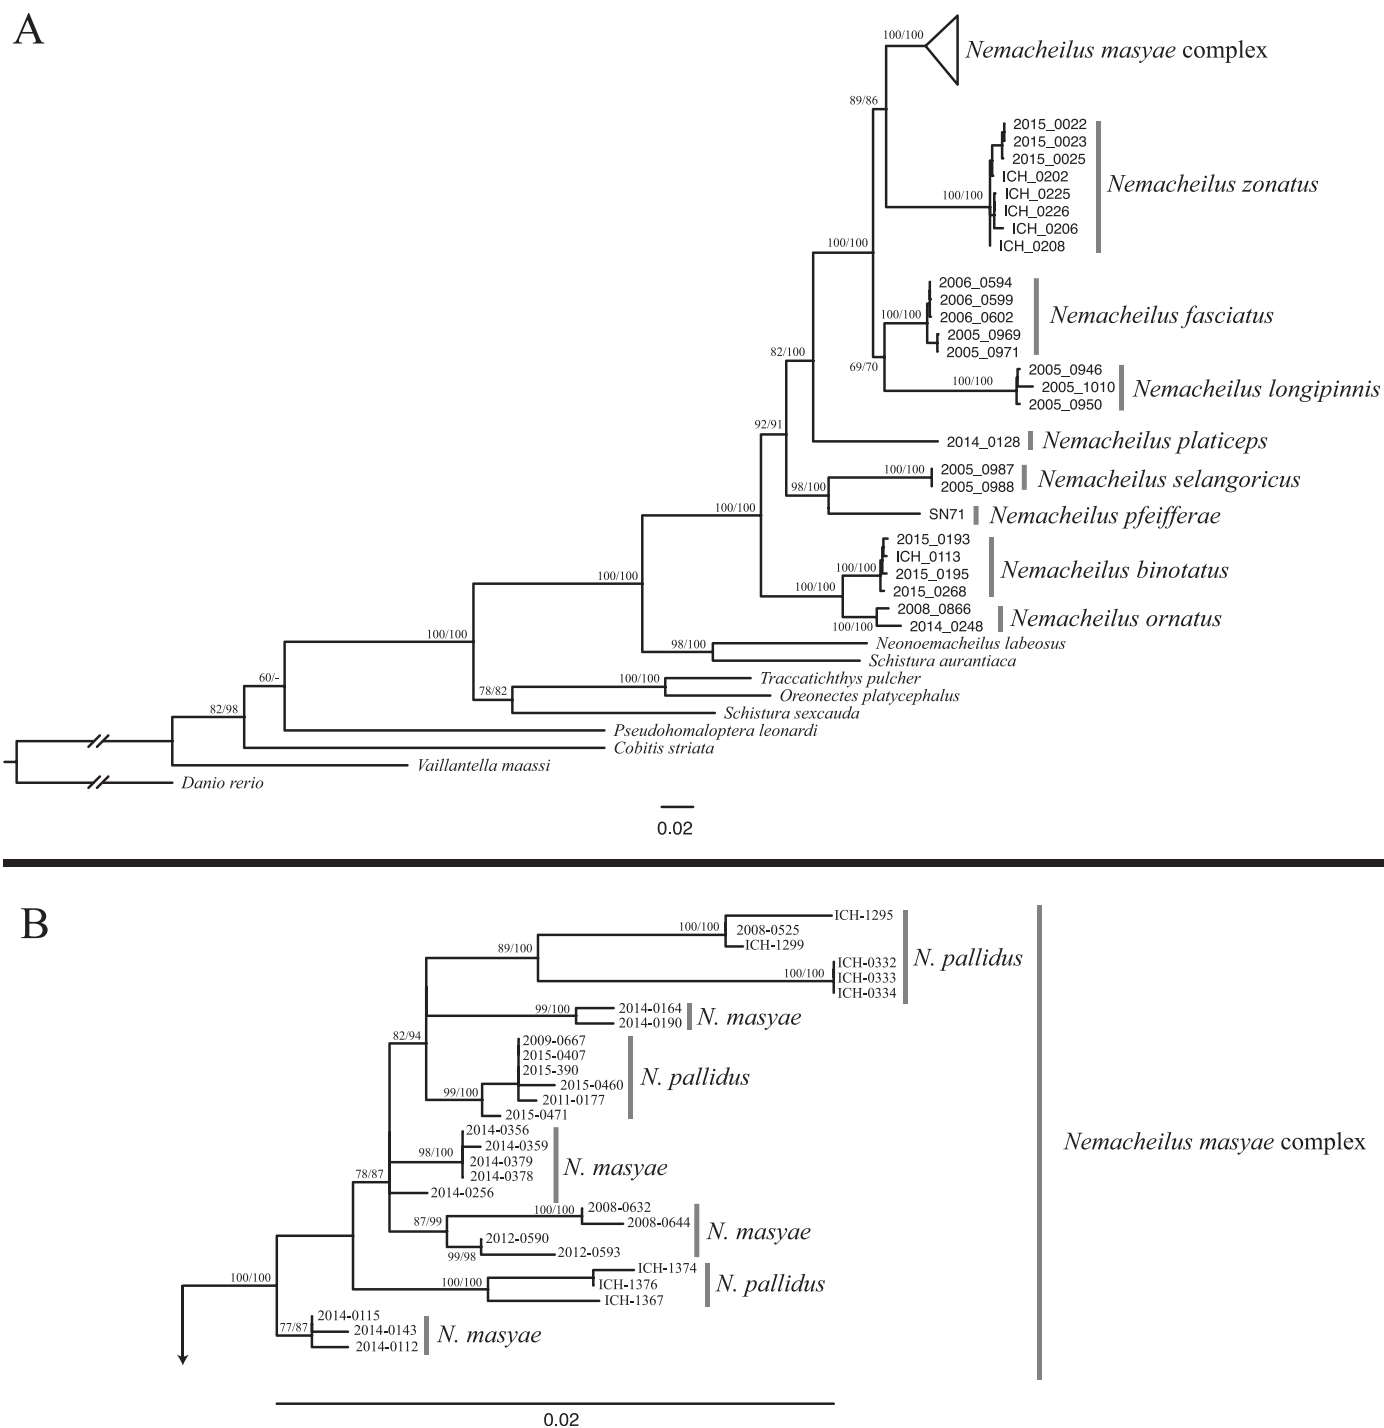 A
100/100
Nemacheilus masyae complex
89/86
2015_0022
2015_0023
2015_0025
ICH_0202
ICH_0225
ICH_0226
ICH_0206
ICH_0208
100/100
Nemacheilus zonatus
100/100
2006_0594
2006_0599
2006_0602
2005_0969
2005_0971
100/100
Nemacheilus fasciatus
69/70
2005_0946
2005_1010
2005_0950
100/100
Nemacheilus longipinnis
82/100
2014_0128
Nemacheilus platiceps
92/91
100/100
2005_0987
2005_0988
Nemacheilus selangoricus
98/100
SN71
Nemacheilus pfeifferae
100/100
2015_0193
ICH_0113
2015_0195
2015_0268
100/100
Nemacheilus binotatus
100/100
2008_0866
2014_0248
100/100
Nemacheilus ornatus
100/100
98/100
Neonoemacheilus labeosus
Schistura aurantiaca
100/100
100/100
Traccatichthys pulcher
Oreonectes platycephalus
78/82
Schistura sexcauda
60/-
Pseudohomaloptera leonardi
82/98
Cobitis striata
Vaillantella maassi
Danio rerio
0.02
B
ICH-1295
100/100
2008-0525
ICH-1299
89/100
ICH-0332
100/100
ICH-0333
ICH-0334
N. pallidus
99/100
2014-0164
2014-0190
N. masyae
82/94
2009-0667
2015-0407
2015-390
2015-0460
2011-0177
2015-0471
99/100
N. pallidus
2014-0356
2014-0359
2014-0379
2014-0378
98/100
2014-0256
N. masyae
78/87
100/100
2008-0632
2008-0644
87/99
2012-0590
2012-0593
99/98
N. masyae
ICH-1374
ICH-1376
ICH-1367
100/100
N. pallidus
100/100
2014-0115
2014-0143
2014-0112
77/87
N. masyae
Nemacheilus masyae complex
0.02